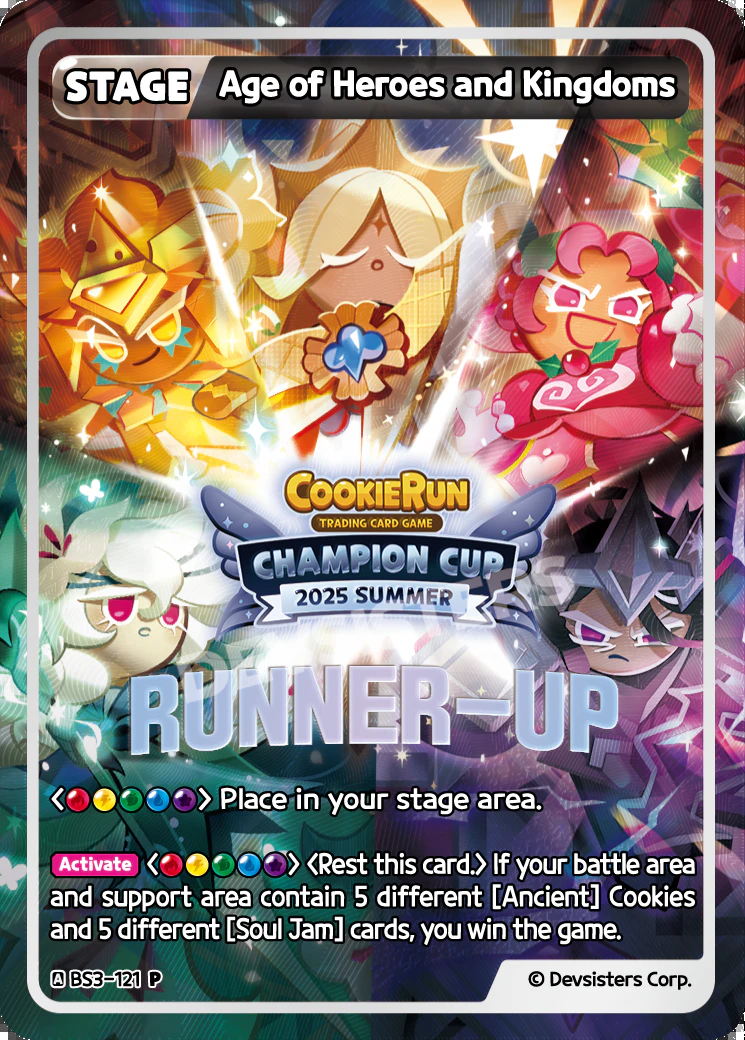 STAGE Age of Heroes and Kingdoms
COOKIERUN
TRADING CARD GAME
CHAMPION CUP
2025 SUMMER
RUNNER-UP
< > Place in your stage area.
Activate < > <Rest this card.> If your battle area
and support area contain 5 different [Ancient] Cookies
and 5 different [Soul Jam] cards, you win the game.
A BS3-121 P
© Devsisters Corp.